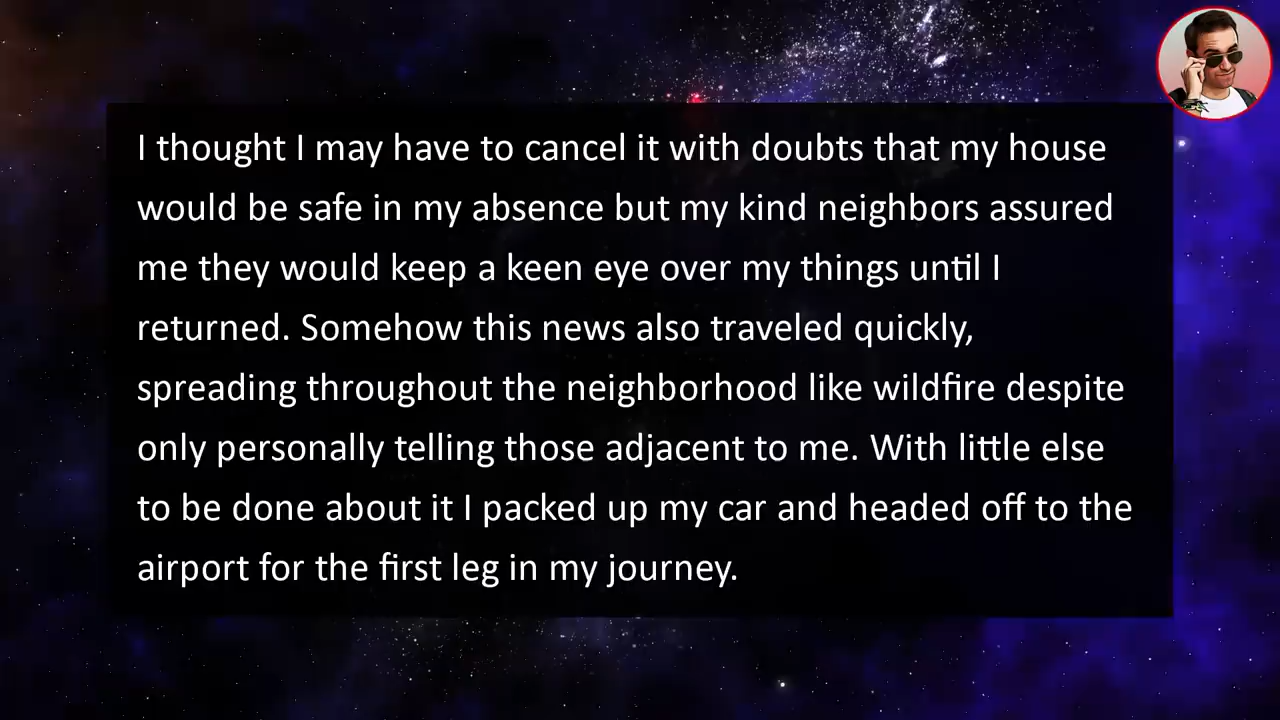 I thought I may have to cancel it with doubts that my house
would be safe in my absence but my kind neighbors assured
me they would keep a keen eye over my things until I
returned. Somehow this news also traveled quickly,
spreading throughout the neighborhood like wildfire despite
only personally telling those adjacent to me. With little else
to be done about it I packed up my car and headed off to the
airport for the first leg in my journey.